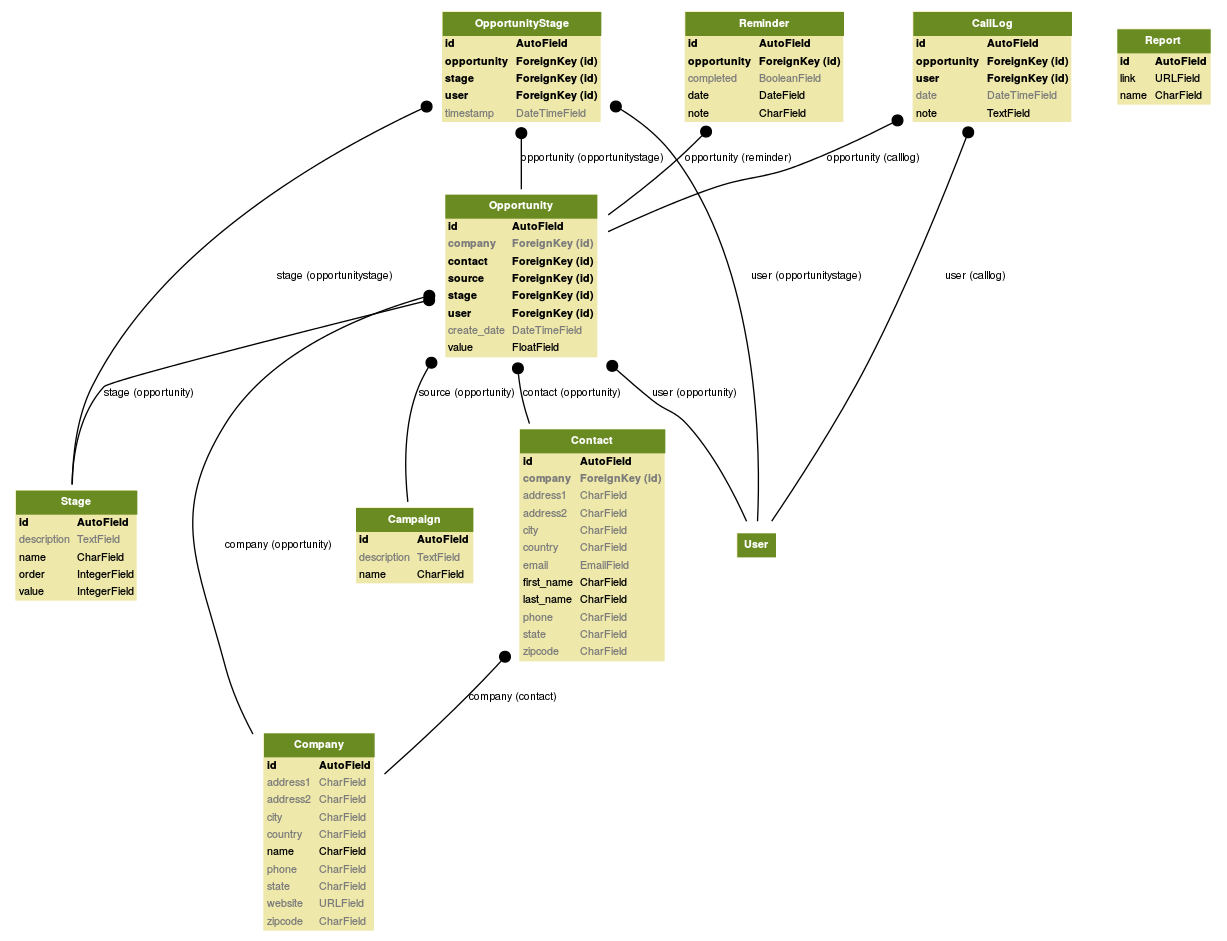 OpportunityStage
id AutoField
opportunity ForeignKey (id)
stage ForeignKey (id)
user ForeignKey (id)
timestamp DateTimeField
Reminder
id AutoField
opportunity ForeignKey (id)
completed BooleanField
date DateField
note CharField
CallLog
id AutoField
opportunity ForeignKey (id)
user ForeignKey (id)
date DateTimeField
note TextField
Report
id AutoField
link URLField
name CharField
opportunity (opportunitystage)
opportunity (reminder)
opportunity (calllog)
Opportunity
id AutoField
company ForeignKey (id)
contact ForeignKey (id)
source ForeignKey (id)
stage ForeignKey (id)
user ForeignKey (id)
create_date DateTimeField
value FloatField
stage (opportunitystage)
user (opportunitystage)
user (calllog)
stage (opportunity)
source (opportunity)
contact (opportunity)
user (opportunity)
Stage
id AutoField
description TextField
name CharField
order IntegerField
value IntegerField
company (opportunity)
Campaign
id AutoField
description TextField
name CharField
Contact
id AutoField
company ForeignKey (id)
address1 CharField
address2 CharField
city CharField
country CharField
email EmailField
first_name CharField
last_name CharField
phone CharField
state CharField
zipcode CharField
User
company (contact)
Company
id AutoField
address1 CharField
address2 CharField
city CharField
country CharField
name CharField
phone CharField
state CharField
website URLField
zipcode CharField